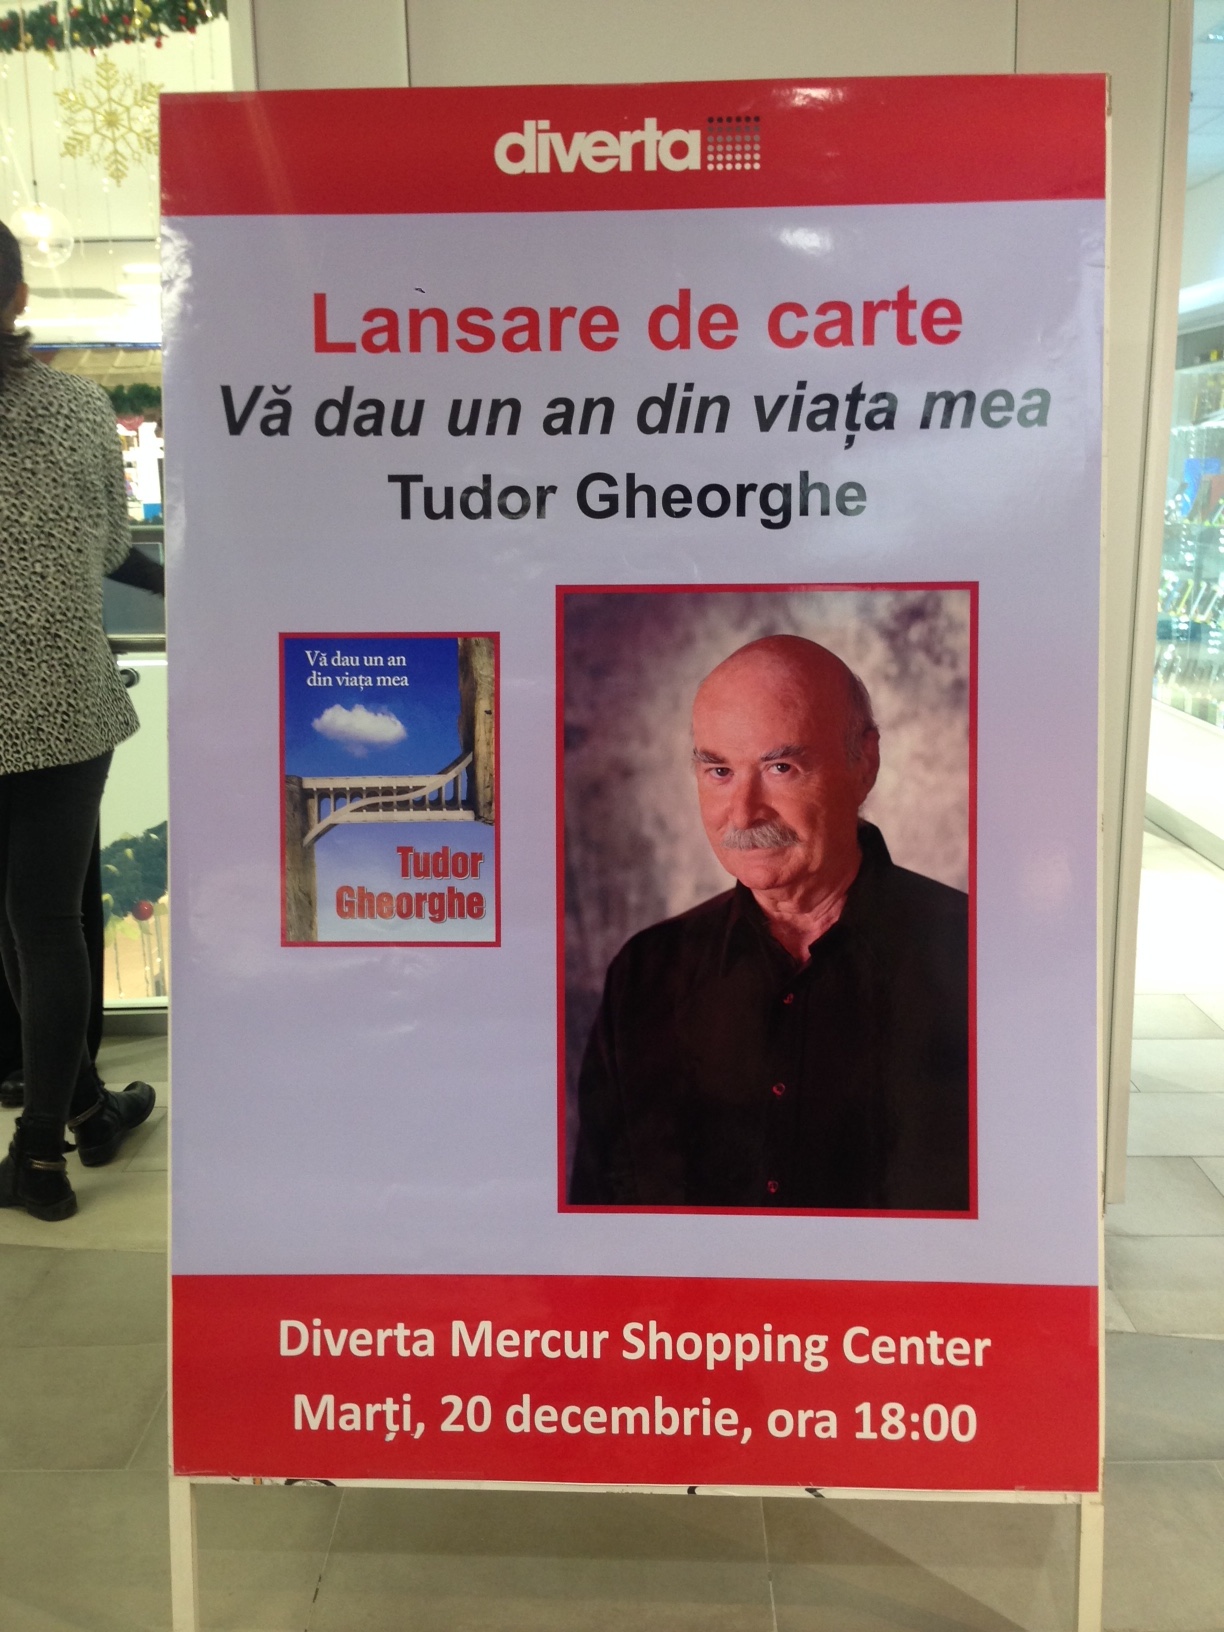 diverta
Lansare de carte
Vă dau un an din viața mea
Tudor Gheorghe
Vă dau un an
din viața mea
Tudor
Gheorghe
Diverta Mercur Shopping Center
Marți, 20 decembrie, ora 18:00